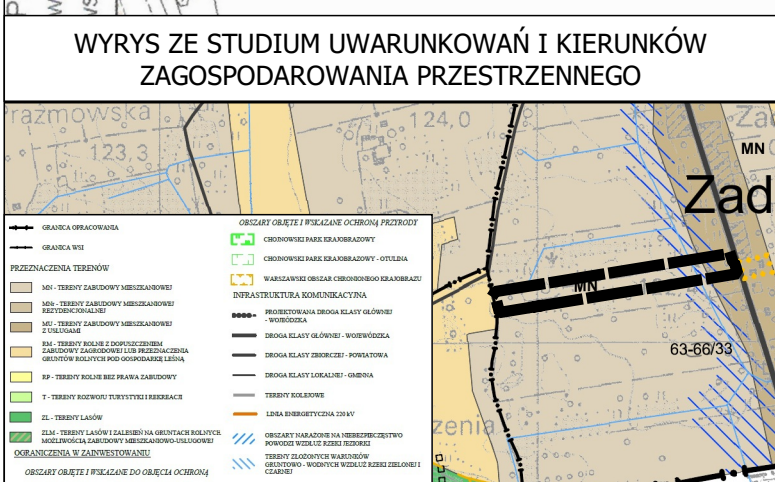 WYRYS ZE STUDIUM UWARUNKOWAŃ I KIERUNKÓW
ZAGOSPODAROWANIA PRZESTRZENNEGO
rażmowska
124,0
123,3
MN
Zad
MN
122,4
63-66/33
zenia
GRANICA OPRACOWANIA
GRANICA WSI
PRZEZNACZENIA TERENÓW
MN - TERENY ZABUDOWY MIESZKANIOWEJ
MNr - TERENY ZABUDOWY MIESZKANIOWEJ
REZYDENCJONALNEJ
MU - TERENY ZABUDOWY MIESZKANIOWEJ
Z USŁUGAMI
RM - TERENY ROLNE Z DOPUSZCZENIEM
ZABUDOWY ZAGRODOWEJ LUB PRZEZNACZENIA
GRUNTÓW ROLNYCH POD GOSPODARKĘ LEŚNĄ
RP - TERENY ROLNE BEZ PRAWA ZABUDOWY
T - TERENY ROZWOJU TURYSTYKI I REKREACJI
ZL - TERENY LASÓW
ZLM - TERENY LASÓW I ZALESIEŃ NA GRUNTACH ROLNYCH
MOŻLIWOŚCIĄ ZABUDOWY MIESZKANIOWO-USŁUGOWEJ
OGRANICZENIA W ZAINWESTOWANIU
OBSZARY OBJĘTE I WSKAZANE DO OBJĘCIA OCHRONĄ
OBSZARY OBJĘTE I WSKAZANE OCHRONĄ PRZYRODY
CHOJNOWSKI PARK KRAJOBRAZOWY
CHOJNOWSKI PARK KRAJOBRAZOWY - OTULINA
WARSZAWSKI OBSZAR CHRONIONEGO KRAJOBRAZU
INFRASTRUKTURA KOMUNIKACYJNA
PROJEKTOWANA DROGA KLASY GŁÓWNEJ
- WOJEWÓDZKA
DROGA KLASY GŁÓWNEJ - WOJEWÓDZKA
DROGA KLASY ZBIORCZEJ - POWIATOWA
DROGA KLASY LOKALNEJ - GMINNA
TERENY KOLEJOWE
LINIA ENERGETYCZNA 220 kV
OBSZARY NARAŻONE NA NIEBEZPIECZEŃSTWO
POWODZI WZDŁUŻ RZEKI JEZIORKI
TERENY ZŁOŻONYCH WARUNKÓW
GRUNTOWO - WODNYCH WZDŁUŻ RZEKI ZIELONEJ I
CZARNEJ